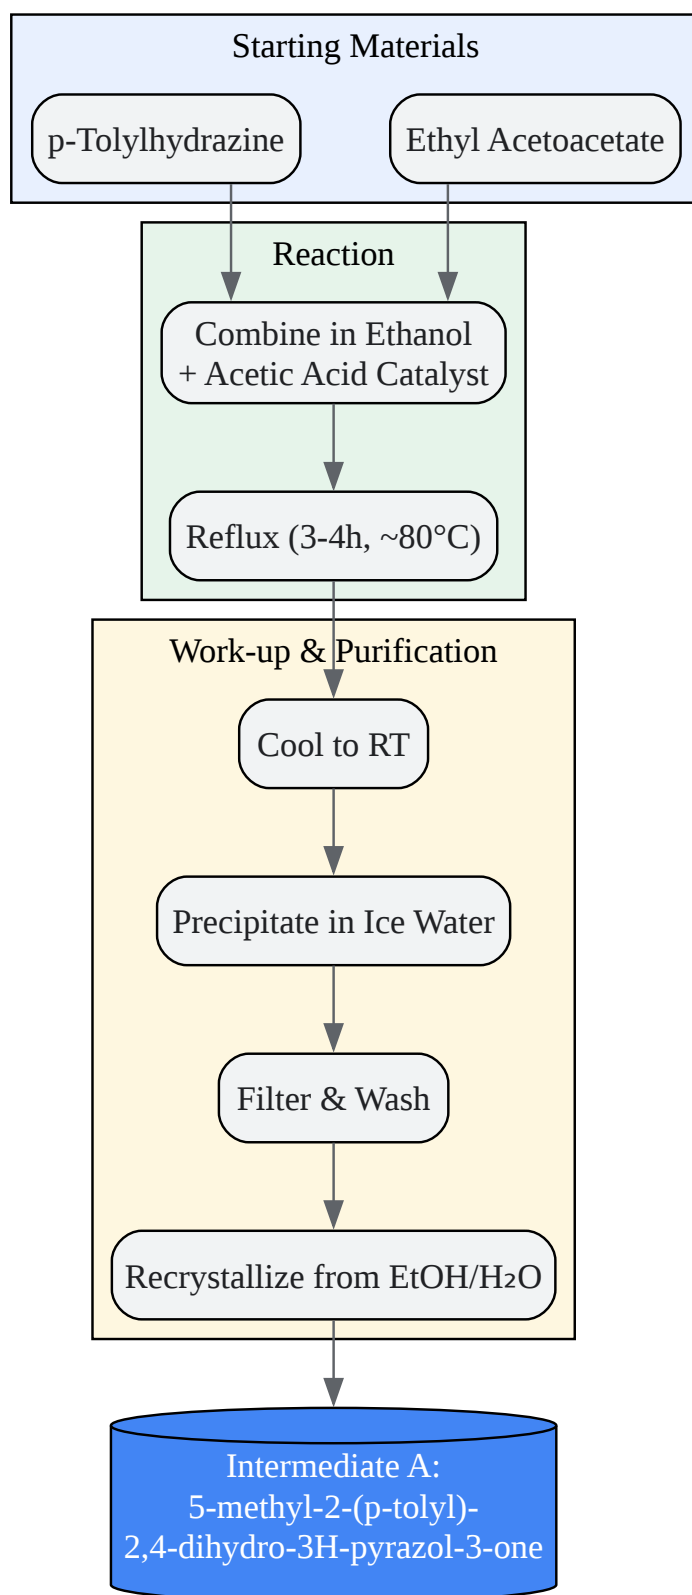 Starting Materials
p-Tolylhydrazine
Ethyl Acetoacetate
Reaction
Combine in Ethanol
+ Acetic Acid Catalyst
Reflux (3-4h, ~80°C)
Work-up & Purification
Cool to RT
Precipitate in Ice Water
Filter & Wash
Recrystallize from EtOH/H₂O
Intermediate A:
5-methyl-2-(p-tolyl)-
2,4-dihydro-3H-pyrazol-3-one